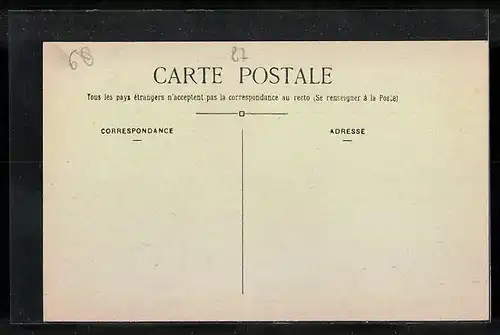 60
87
CARTE POSTALE
Tous les pays étrangers n'acceptent pas la correspondance au recto (Se renseigner à la Poste)
CORRESPONDANCE
ADRESSE